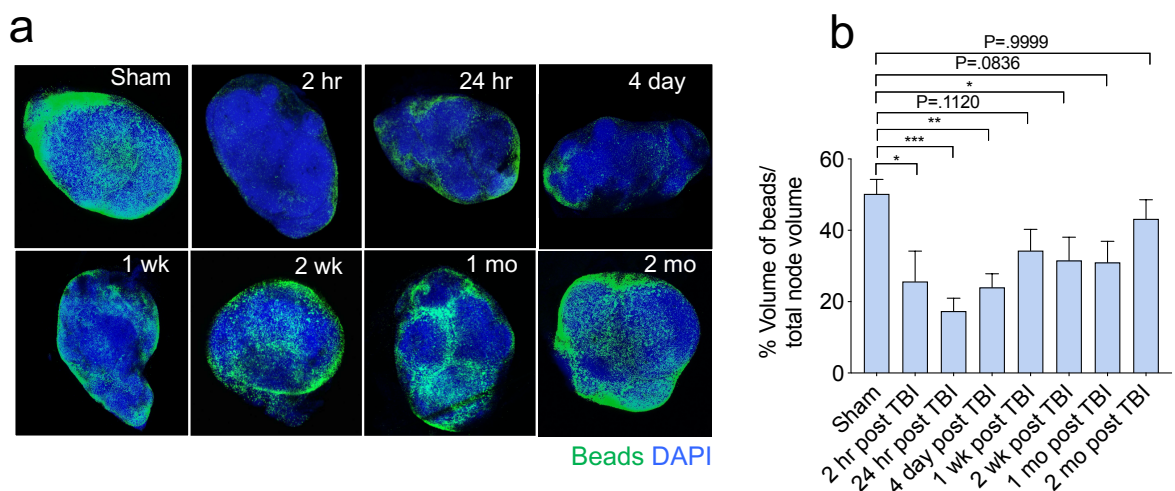 a
Sham
2 hr
24 hr
4 day
1 wk
2 wk
1 mo
2 mo
Beads DAPI
b
P=.9999
P=.0836
*
P=.1120
**
***
*
% Volume of beads/
total node volume
60
40
20
0
Sham
2 hr post TBI
24 hr post TBI
4 day post TBI
1 wk post TBI
2 wk post TBI
1 mo post TBI
2 mo post TBI